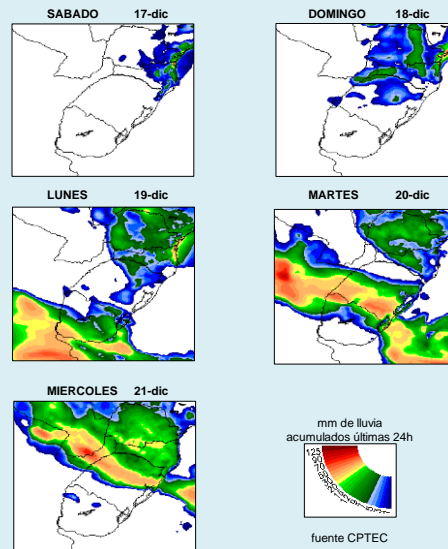 SABADO 17-dic
DOMINGO 18-dic
LUNES 19-dic
MARTES 20-dic
MIERCOLES 21-dic
mm de lluvia
acumulados últimas 24h
125
fuente CPTEC